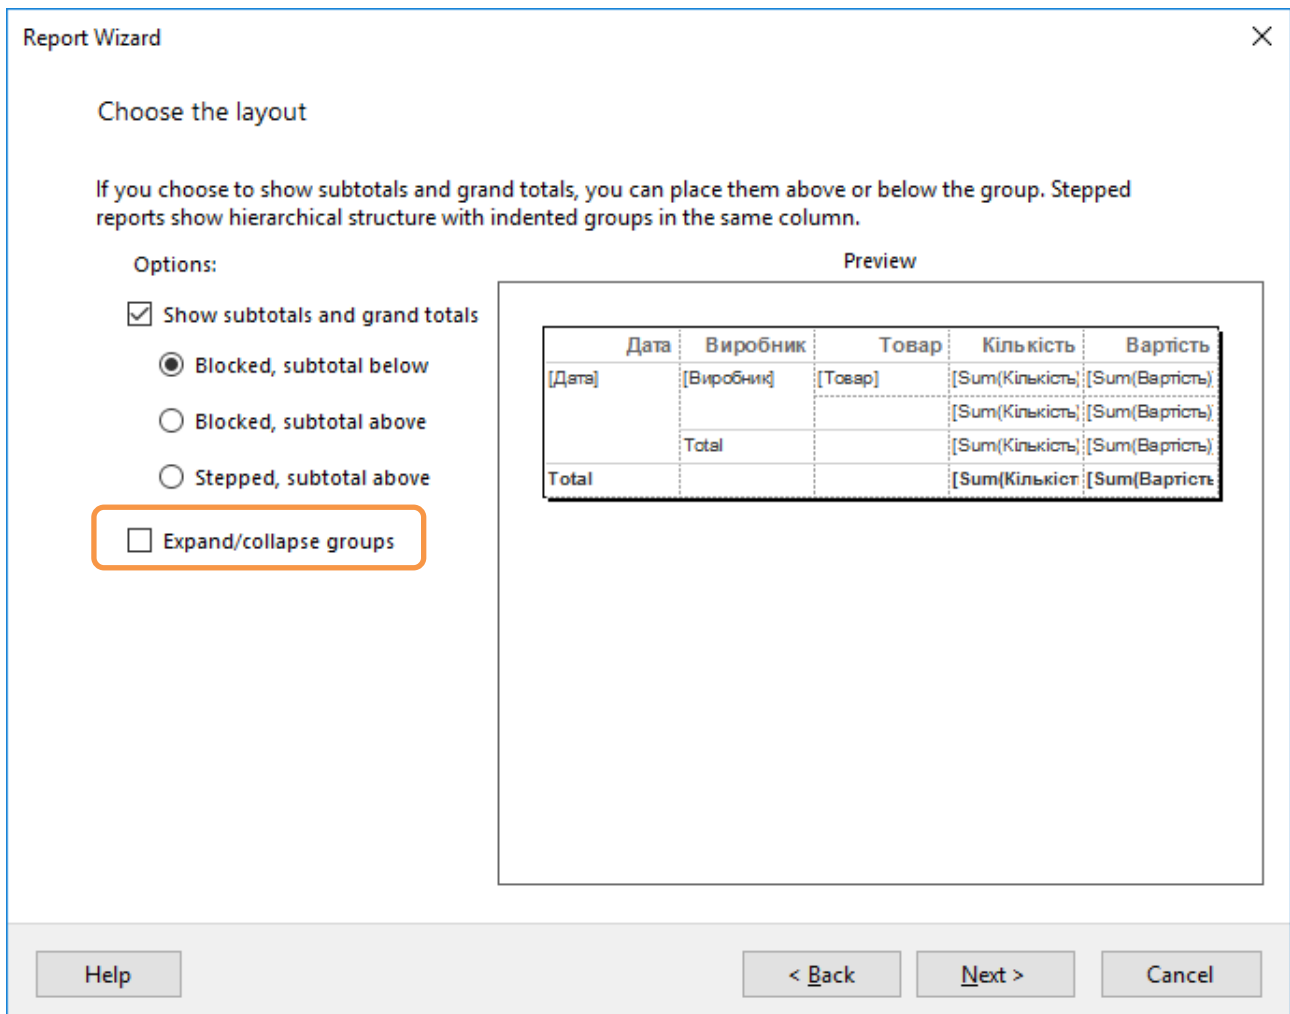 Report Wizard
Choose the layout
If you choose to show subtotals and grand totals, you can place them above or below the group. Stepped
reports show hierarchical structure with indented groups in the same column.
Options:
Preview
Show subtotals and grand totals
Blocked, subtotal below
Blocked, subtotal above
Stepped, subtotal above
Expand/collapse groups
Дата Виробник Товар Кількість Вартість
[Дата] [Виробник] [Товар] [Sum(Кількість) [Sum(Вартість)
[Sum(Кількість) [Sum(Вартість)
Total [Sum(Кількість) [Sum(Вартість)
Total [Sum(Кількіст [Sum(Вартість
Help < Back Next > Cancel